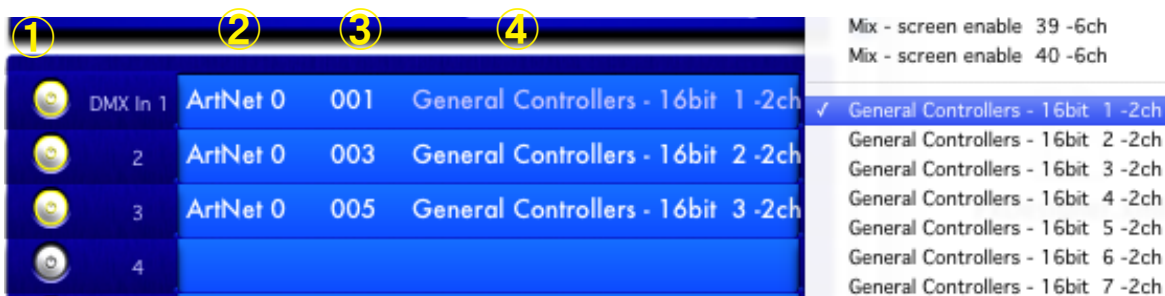 ① ② ③ ④
DMX In 1 ArtNet 0 001 General Controllers - 16bit 1 -2ch
2 ArtNet 0 003 General Controllers - 16bit 2 -2ch
3 ArtNet 0 005 General Controllers - 16bit 3 -2ch
4
Mix - screen enable 39 -6ch
Mix - screen enable 40 -6ch
✓ General Controllers - 16bit 1 -2ch
General Controllers - 16bit 2 -2ch
General Controllers - 16bit 3 -2ch
General Controllers - 16bit 4 -2ch
General Controllers - 16bit 5 -2ch
General Controllers - 16bit 6 -2ch
General Controllers - 16bit 7 -2ch